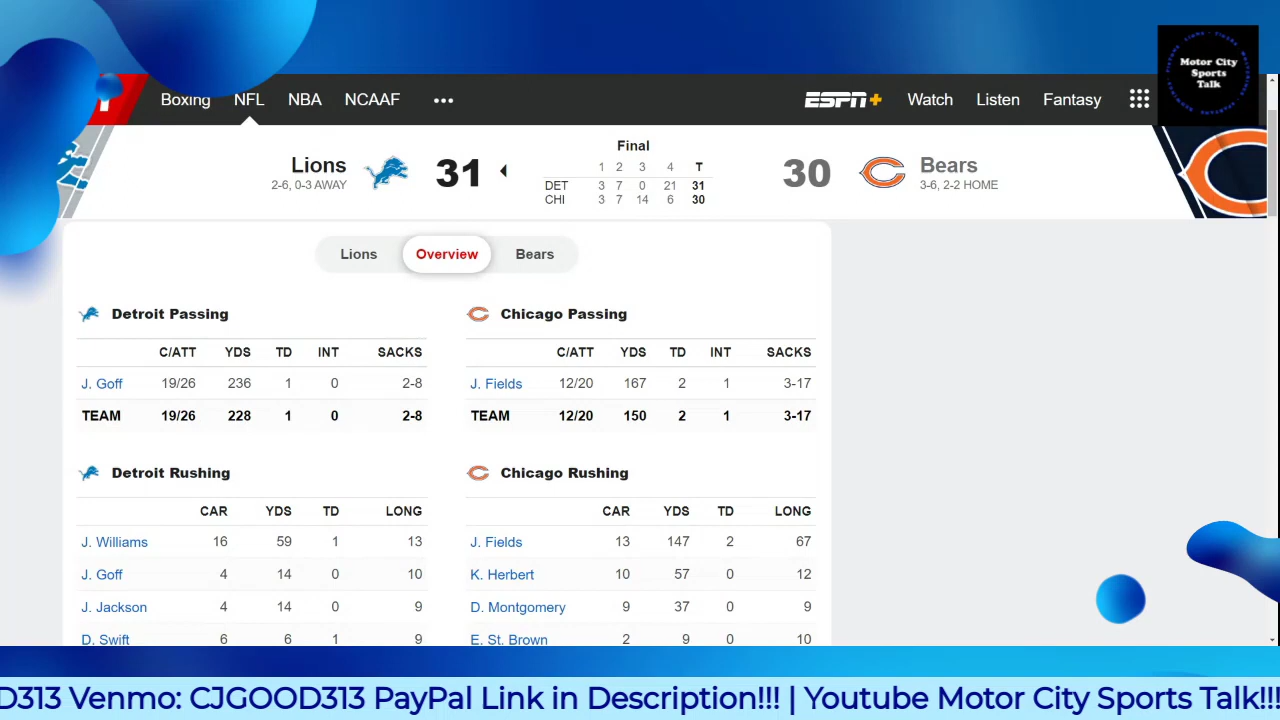 Motor City
Sports
Talk
Boxing NFL NBA NCAAF ••• ESPN+ Watch Listen Fantasy
Final
Lions 31 1 2 3 4 T 30 Bears
2-6, 0-3 AWAY DET 3 7 0 21 31 3-6, 2-2 HOME
CHI 3 7 14 6 30
Lions Overview Bears
Detroit Passing
C/ATT YDS TD INT SACKS
J. Goff 19/26 236 1 0 2-8
TEAM 19/26 228 1 0 2-8
Chicago Passing
C/ATT YDS TD INT SACKS
J. Fields 12/20 167 2 1 3-17
TEAM 12/20 150 2 1 3-17
Detroit Rushing
CAR YDS TD LONG
J. Williams 16 59 1 13
J. Goff 4 14 0 10
J. Jackson 4 14 0 9
D. Swift 6 6 1 9
Chicago Rushing
CAR YDS TD LONG
J. Fields 13 147 2 67
K. Herbert 10 57 0 12
D. Montgomery 9 37 0 9
E. St. Brown 2 9 0 10
D313 Venmo: CJGOOD313 PayPal Link in Description!!! | Youtube Motor City Sports Talk!!!